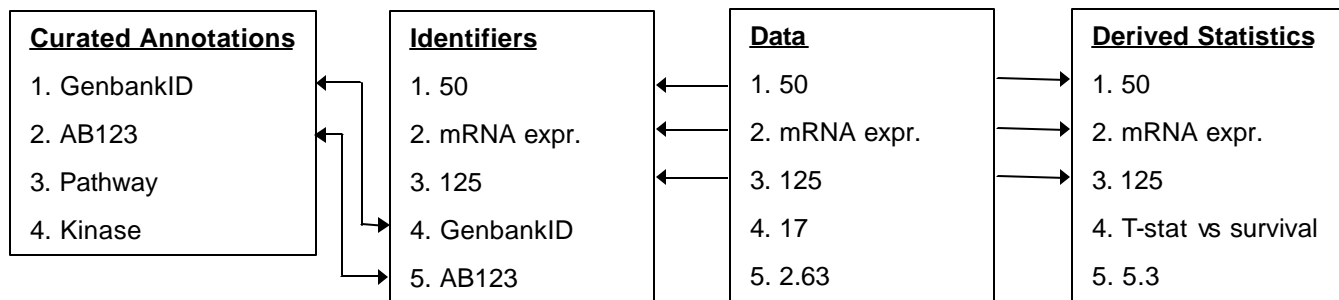 Curated Annotations
1. GenbankID
2. AB123
3. Pathway
4. Kinase
Identifiers
1. 50
2. mRNA expr.
3. 125
4. GenbankID
5. AB123
Data
1. 50
2. mRNA expr.
3. 125
4. 17
5. 2.63
Derived Statistics
1. 50
2. mRNA expr.
3. 125
4. T-stat vs survival
5. 5.3